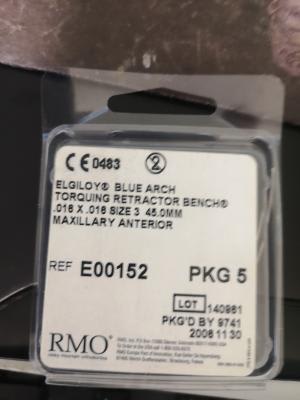 CE 0483 2
ELGILOY® BLUE ARCH
TORQUING RETRACTOR BENCH®
.016 X .016 SIZE 3 45.0MM
MAXILLARY ANTERIOR
REF E00152 PKG 5
LOT 140961
PKG'D BY 9741
2006 11 30
RMO®